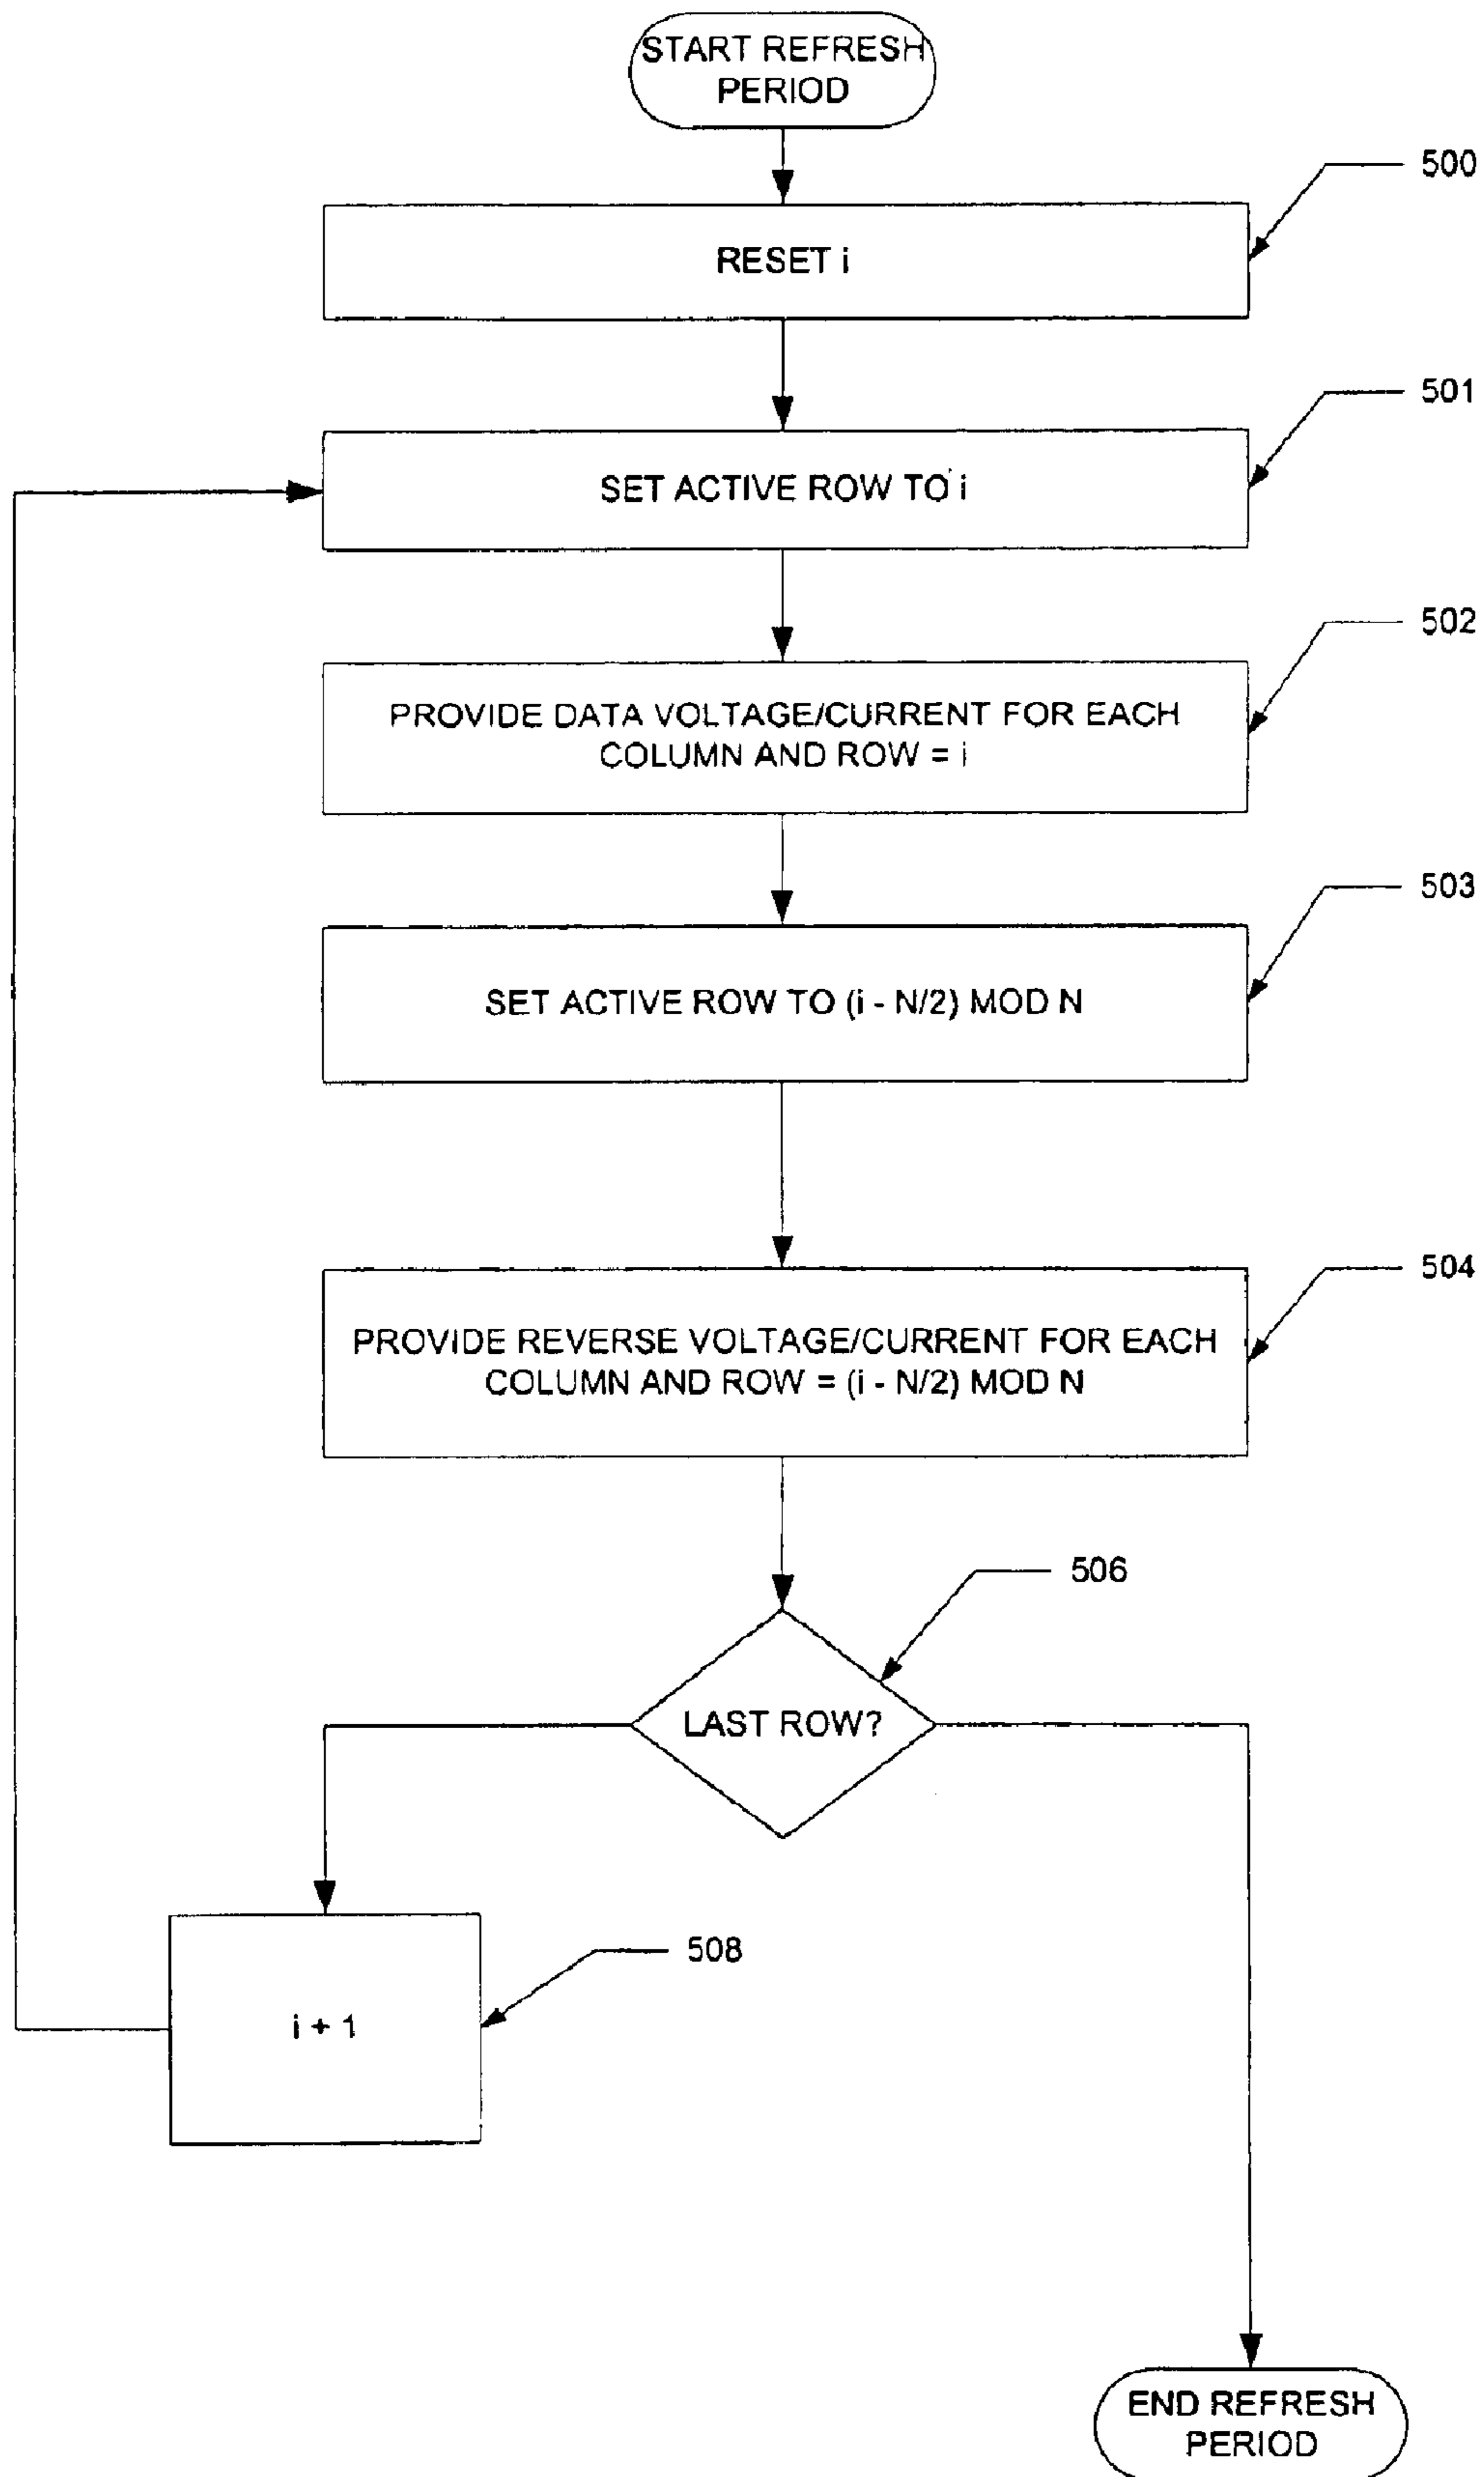 START REFRESH
PERIOD
500
RESET i
501
SET ACTIVE ROW TO i
502
PROVIDE DATA VOLTAGE/CURRENT FOR EACH
COLUMN AND ROW = i
503
SET ACTIVE ROW TO (i - N/2) MOD N
504
PROVIDE REVERSE VOLTAGE/CURRENT FOR EACH
COLUMN AND ROW = (i - N/2) MOD N
506
LAST ROW?
508
i + 1
END REFRESH
PERIOD